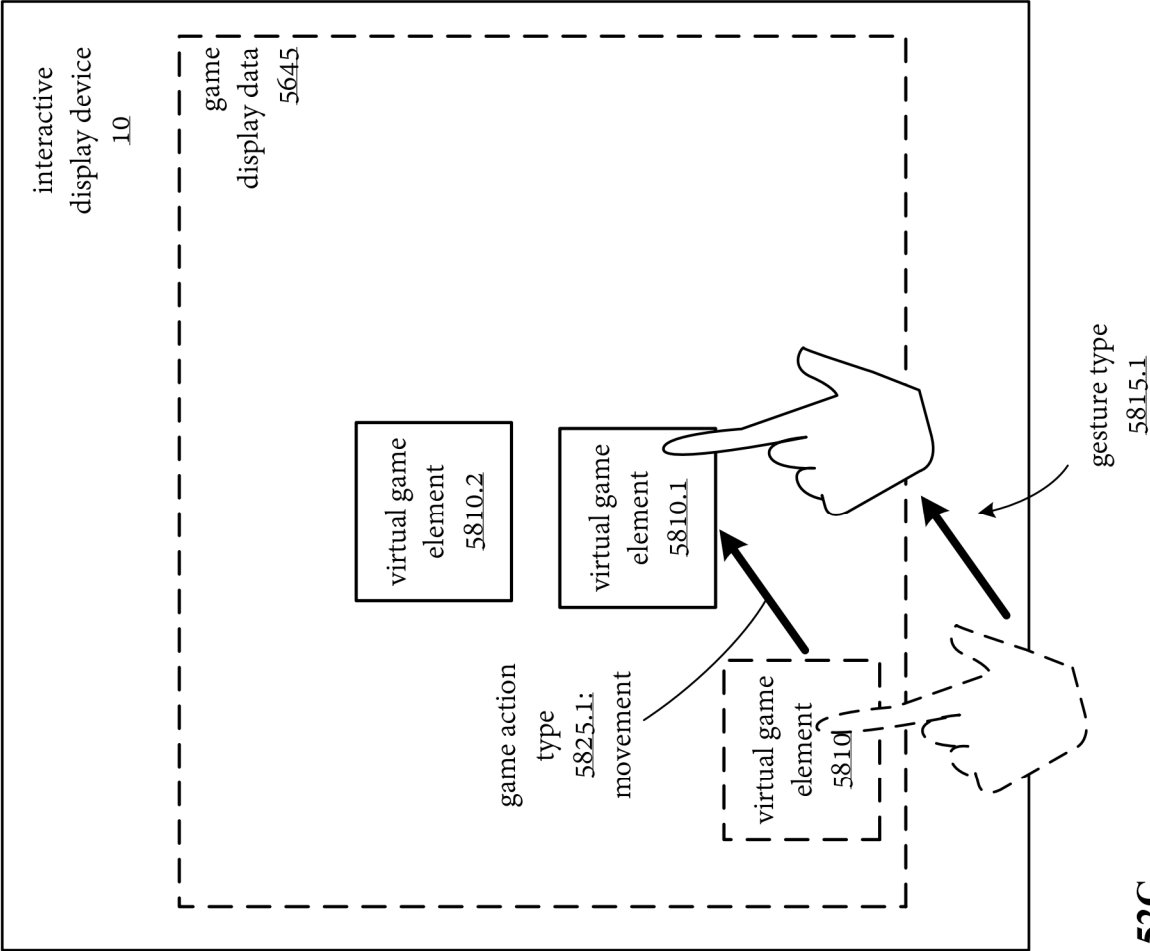 interactive
display device
10
game
display data
5645
virtual game
element
5810.2
virtual game
element
5810.1
game action
type
5825.1:
movement
virtual game
element
5810
gesture type
5815.1
52C